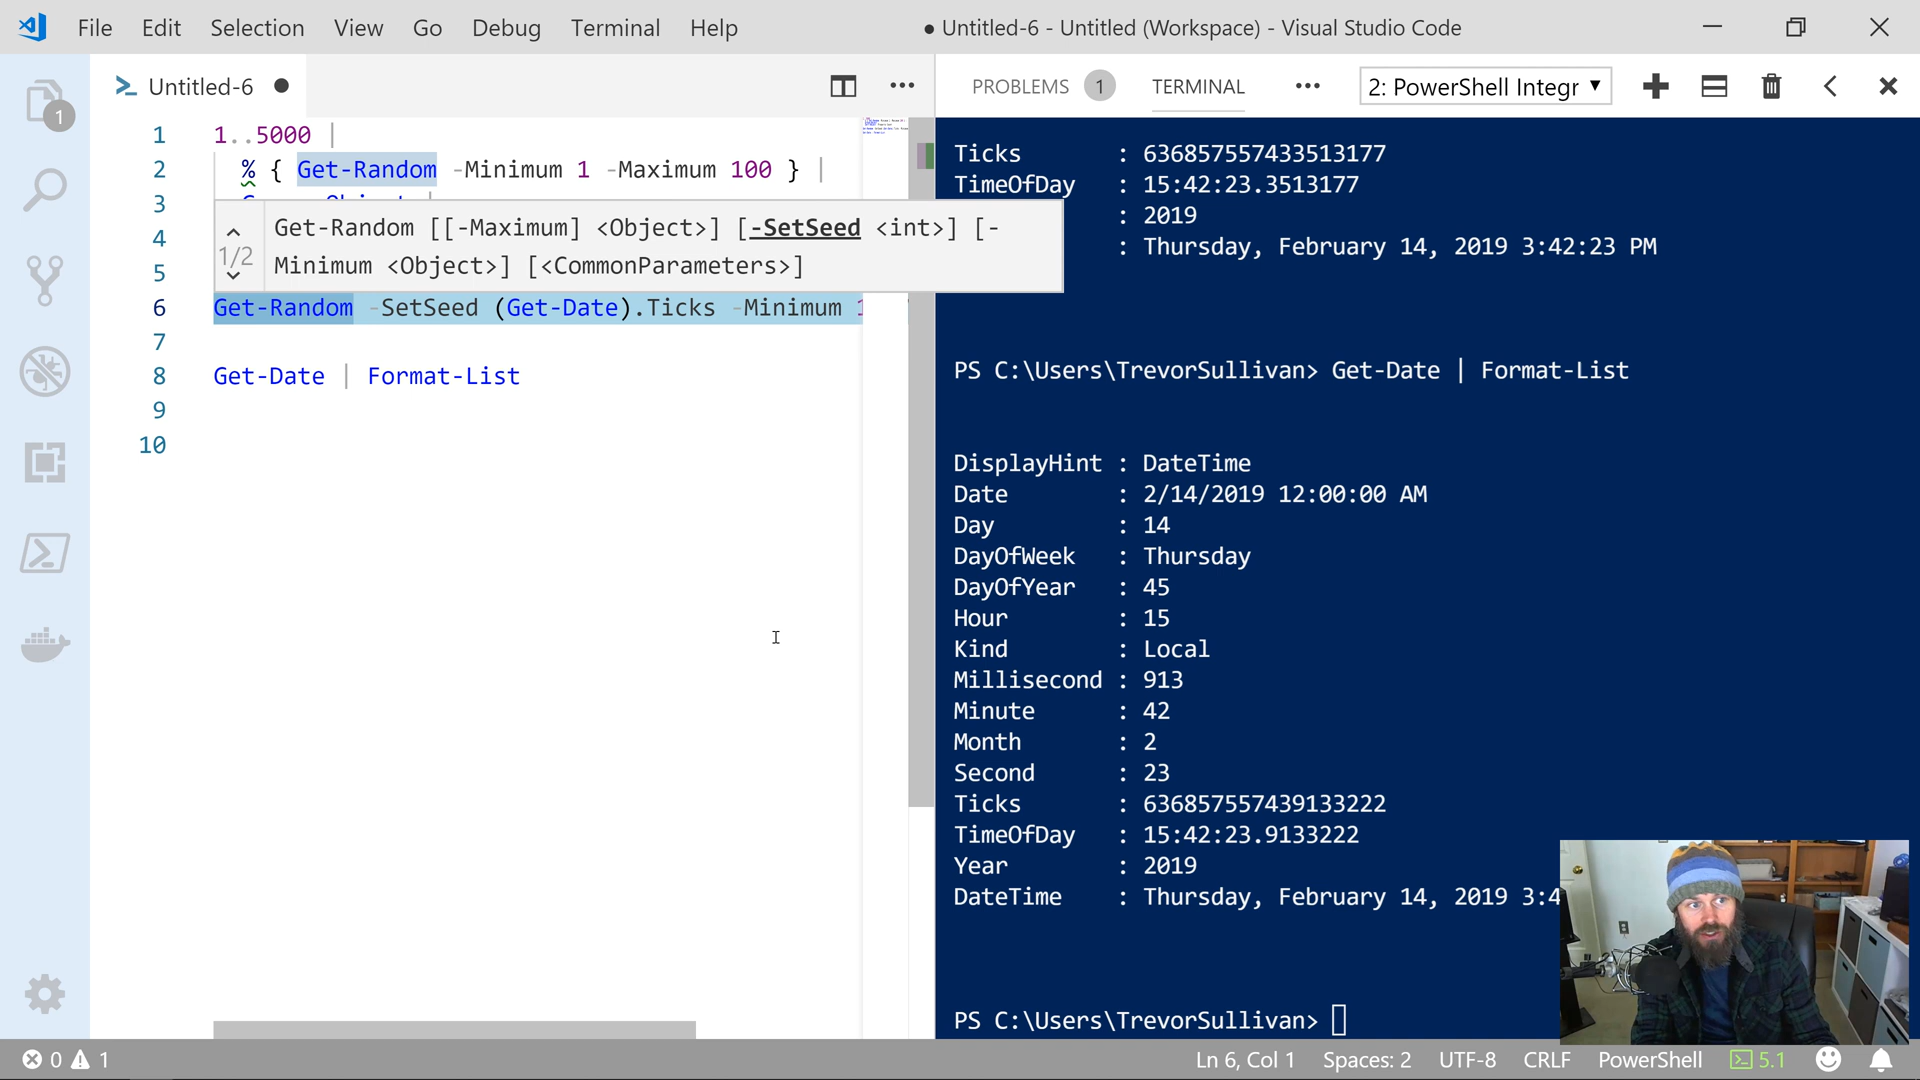 File Edit Selection View Go Debug Terminal Help
● Untitled-6 - Untitled (Workspace) - Visual Studio Code
Untitled-6 ●
PROBLEMS 1 TERMINAL ••• 2: PowerShell Integr
1
1 1..5000 |
2 % { Get-Random -Minimum 1 -Maximum 100 } |
3
4
5
Get-Random [[-Maximum] <Object>] [-SetSeed <int>] [-
1/2
Minimum <Object>] [<CommonParameters>]
6 Get-Random -SetSeed (Get-Date).Ticks -Minimum 1
7
8 Get-Date | Format-List
9
10
Ticks : 636857557433513177
TimeOfDay : 15:42:23.3513177
: 2019
: Thursday, February 14, 2019 3:42:23 PM
PS C:\Users\TrevorSullivan> Get-Date | Format-List
DisplayHint : DateTime
Date : 2/14/2019 12:00:00 AM
Day : 14
DayOfWeek : Thursday
DayOfYear : 45
Hour : 15
Kind : Local
Millisecond : 913
Minute : 42
Month : 2
Second : 23
Ticks : 636857557439133222
TimeOfDay : 15:42:23.9133222
Year : 2019
DateTime : Thursday, February 14, 2019 3:4
PS C:\Users\TrevorSullivan>
0 1
Ln 6, Col 1 Spaces: 2 UTF-8 CRLF PowerShell 5.1